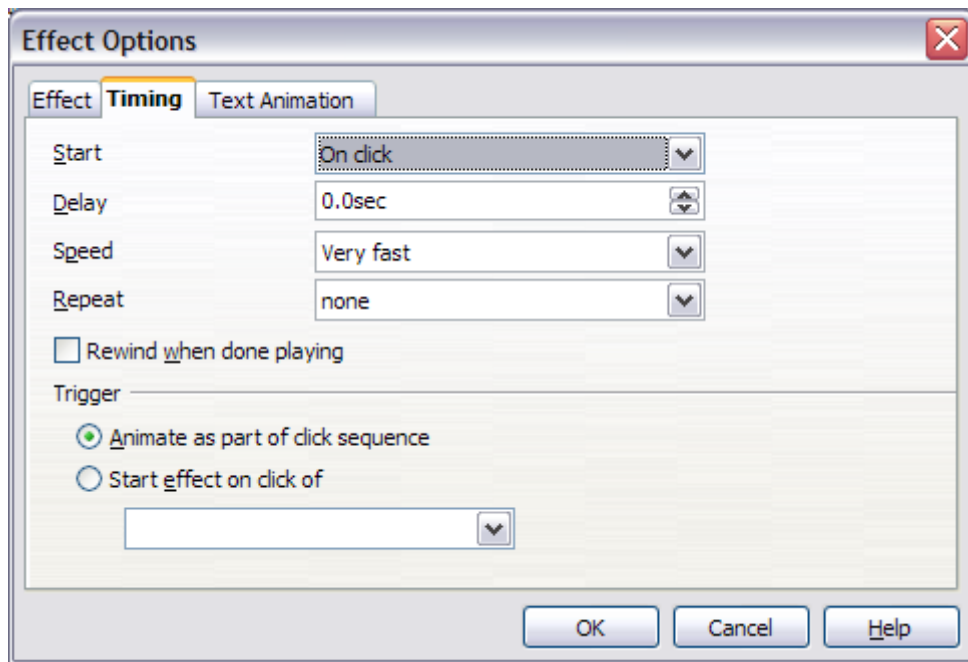 Effect Options
Effect Timing Text Animation
Start On click
Delay 0.0sec
Speed Very fast
Repeat none
Rewind when done playing
Trigger
Animate as part of click sequence
Start effect on click of
OK Cancel Help